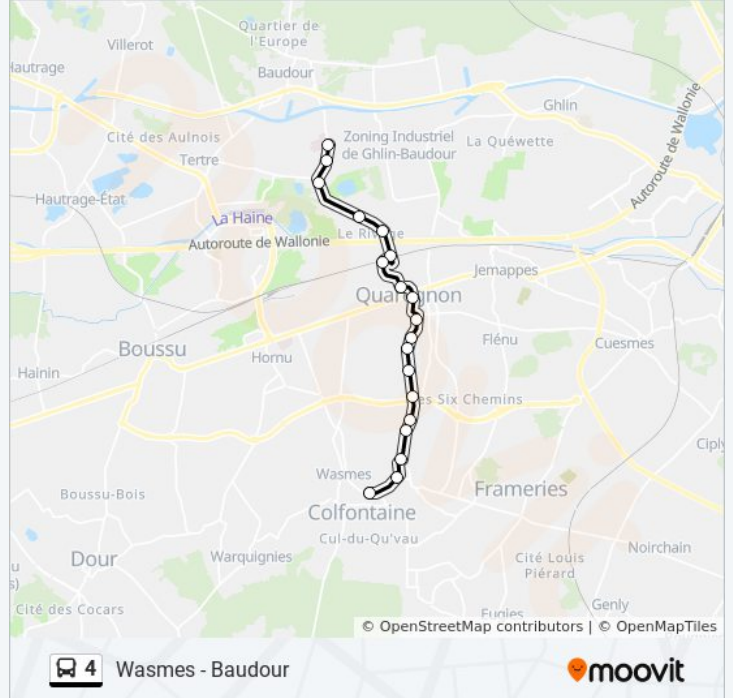 Quartier de
l'Europe
Villerot
Hautrage
Baudour
Ghlin
Cité des Aulnois
Zoning Industriel
de Ghlin-Baudour
La Quévette
Tertre
Autoroute de Wallonie
Hautrage-État
La Haine
Le Rivage
Autoroute de Wallonie
Jemappes
Quaregnon
Boussu
Flénu
Cuesmes
Hornu
Hainin
Les Six Chemins
Cipl
Wasmes
Frameries
Boussu-Bois
Colfontaine
Cul-du-Qu'vau
Noirchain
Dour
Warquignies
Cité Louis
Piérard
u
s)
Cité des Cocars
Genly
Eugies
© OpenStreetMap contributors | © OpenMapTiles
4 Wasmes - Baudour
moovit